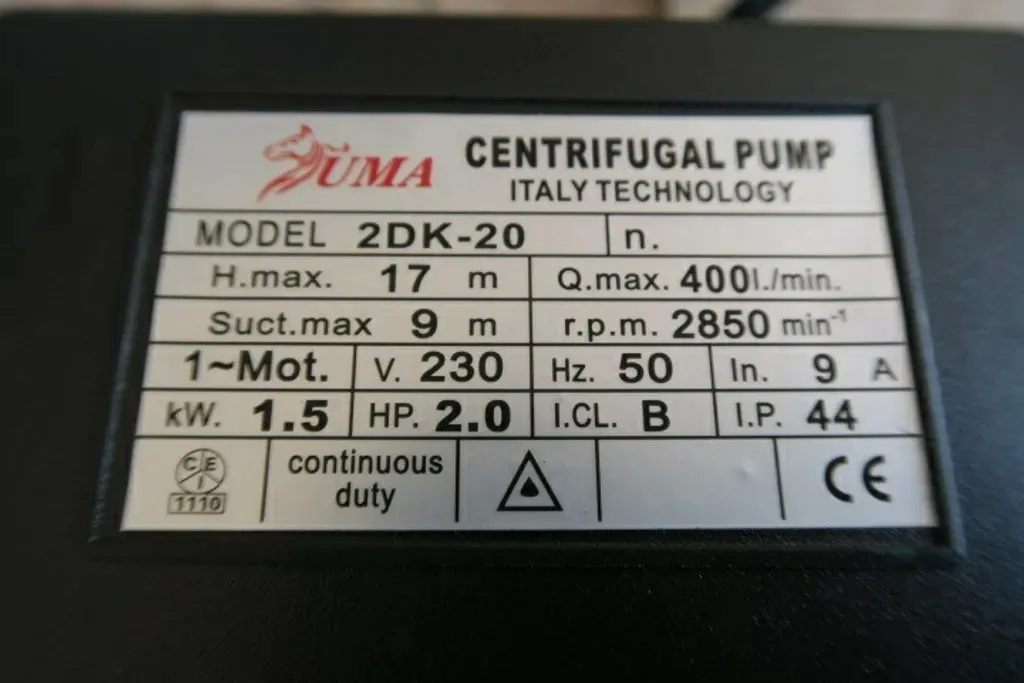 ŨUMA CENTRIFUGAL PUMP
ITALY TECHNOLOGY
MODEL 2DK-20 n.
H.max. 17 m Q.max. 400l./min.
Suct.max 9 m r.p.m. 2850 min⁻¹
1~Mot. V. 230 Hz. 50 In. 9 A
kW. 1.5 HP. 2.0 I.CL. B I.P. 44
CEI
1110
continuous
duty
CE